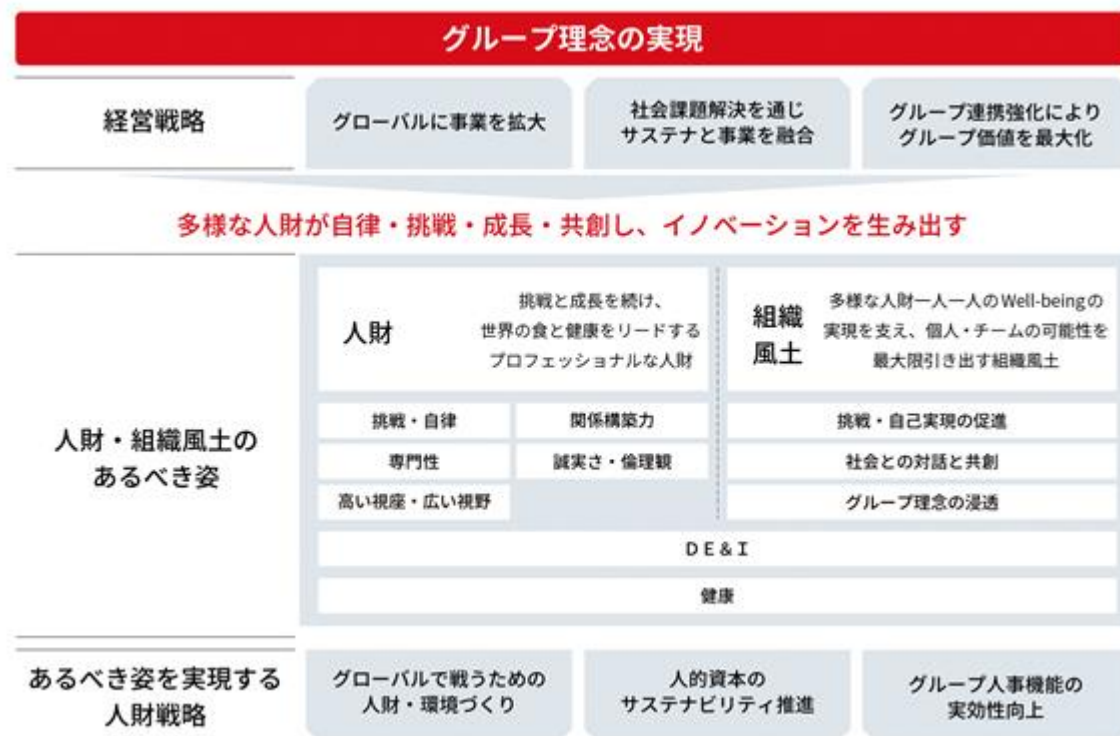 グループ理念の実現
経営戦略
グローバルに事業を拡大
社会課題解決を通じ
サステナと事業を融合
グループ連携強化により
グループ価値を最大化
多様な人財が自律・挑戦・成長・共創し、イノベーションを生み出す
人財・組織風土の
あるべき姿
人財
挑戦と成長を続け、
世界の食と健康をリードする
プロフェッショナルな人財
組織
風土
多様な人財一人一人のWell-beingの
実現を支え、個人・チームの可能性を
最大限引き出す組織風土
挑戦・自律
関係構築力
専門性
誠実さ・倫理観
高い視座・広い視野
挑戦・自己実現の促進
社会との対話と共創
グループ理念の浸透
DE&I
健康
あるべき姿を実現する
人財戦略
グローバルで戦うための
人財・環境づくり
人的資本の
サステナビリティ推進
グループ人事機能の
実効性向上